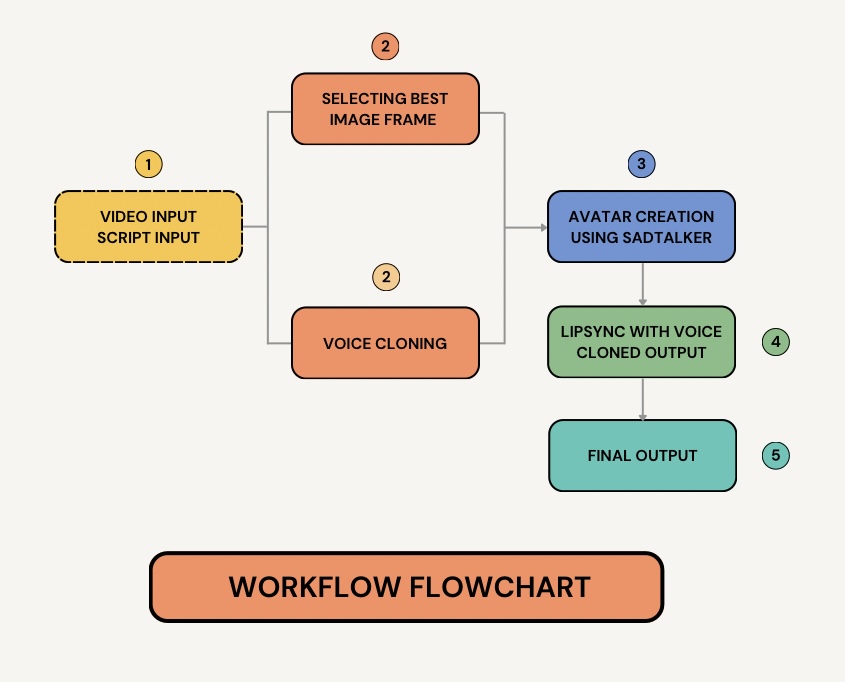 2
SELECTING BEST
IMAGE FRAME
1
VIDEO INPUT
SCRIPT INPUT
2
VOICE CLONING
3
AVATAR CREATION
USING SADTALKER
LIPSYNC WITH VOICE
CLONED OUTPUT
4
FINAL OUTPUT
5
WORKFLOW FLOWCHART